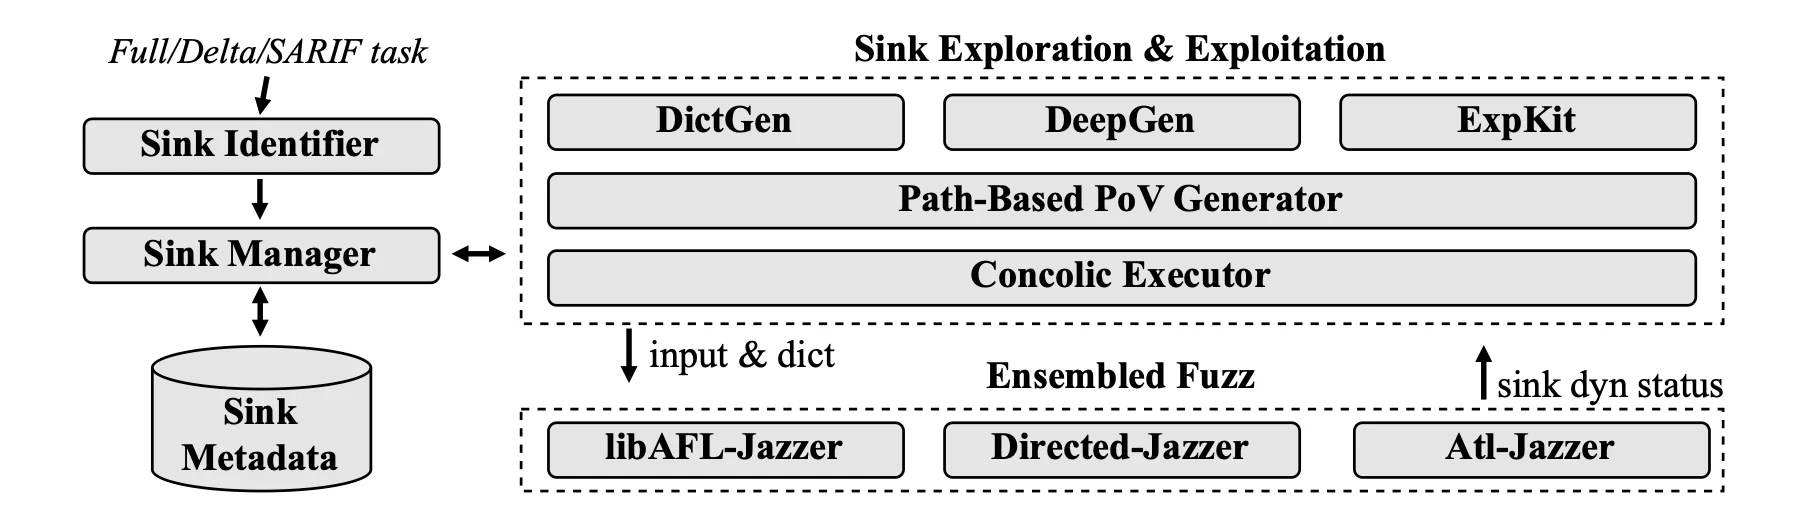 Full/Delta/SARIF task
Sink Identifier
Sink Manager
Sink
Metadata
Sink Exploration & Exploitation
DictGen
DeepGen
ExpKit
Path-Based PoV Generator
Concolic Executor
input & dict
Ensembled Fuzz
sink dyn status
libAFL-Jazzer
Directed-Jazzer
Atl-Jazzer